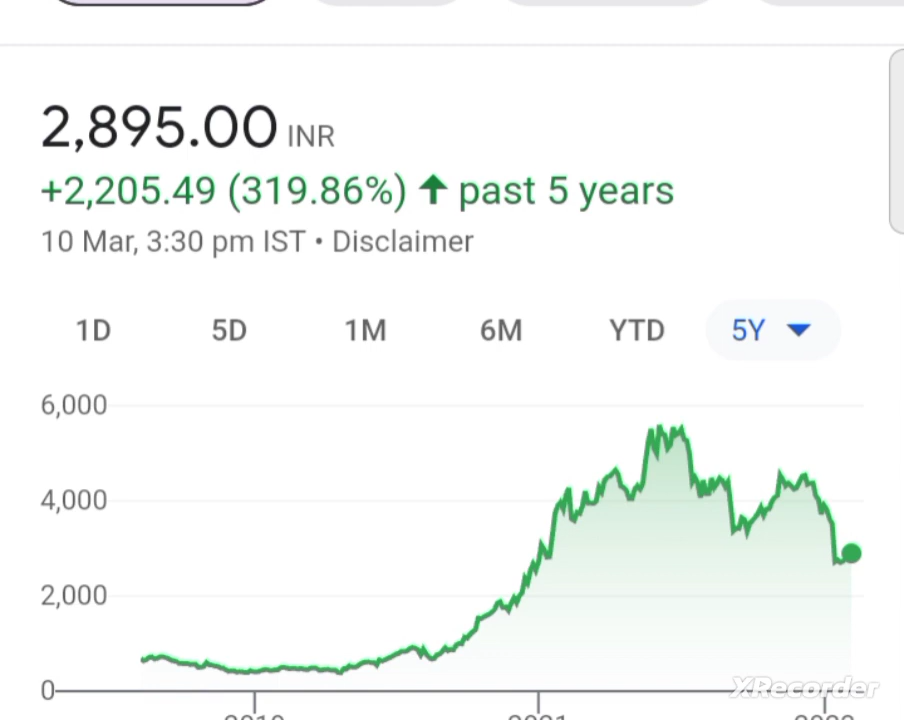 2,895.00 INR
+2,205.49 (319.86%) ↑ past 5 years
10 Mar, 3:30 pm IST • Disclaimer
1D 5D 1M 6M YTD 5Y
6,000
4,000
2,000
0
XRecorder